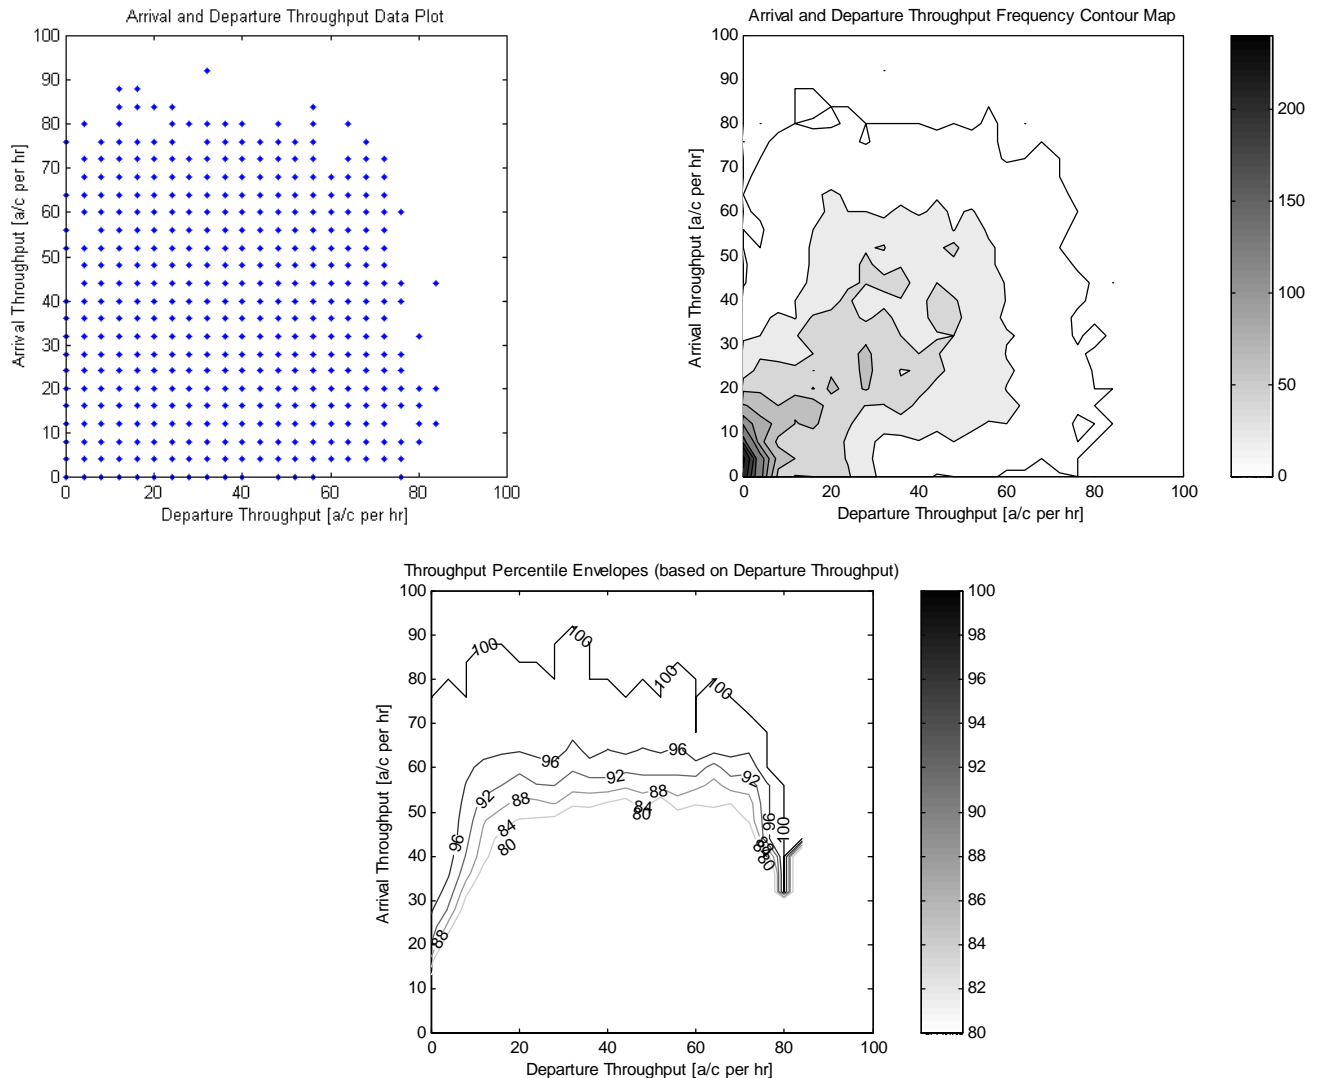 Arrival and Departure Throughput Data Plot
100
90
80
70
60
50
40
30
20
10
0
Arrival Throughput [a/c per hr]
0 20 40 60 80 100
Departure Throughput [a/c per hr]
Arrival and Departure Throughput Frequency Contour Map
100
90
80
70
60
50
40
30
20
10
0
Arrival Throughput [a/c per hr]
0 20 40 60 80 100
Departure Throughput [a/c per hr]
200
150
100
50
0
Throughput Percentile Envelopes (based on Departure Throughput)
100
90
80
70
60
50
40
30
20
10
0
Arrival Throughput [a/c per hr]
0 20 40 60 80 100
Departure Throughput [a/c per hr]
100 100 100 100
96 96 96 96
92 92 92
88 88 88
84 84
80 80 80
100
98
96
94
92
90
88
86
84
82
80